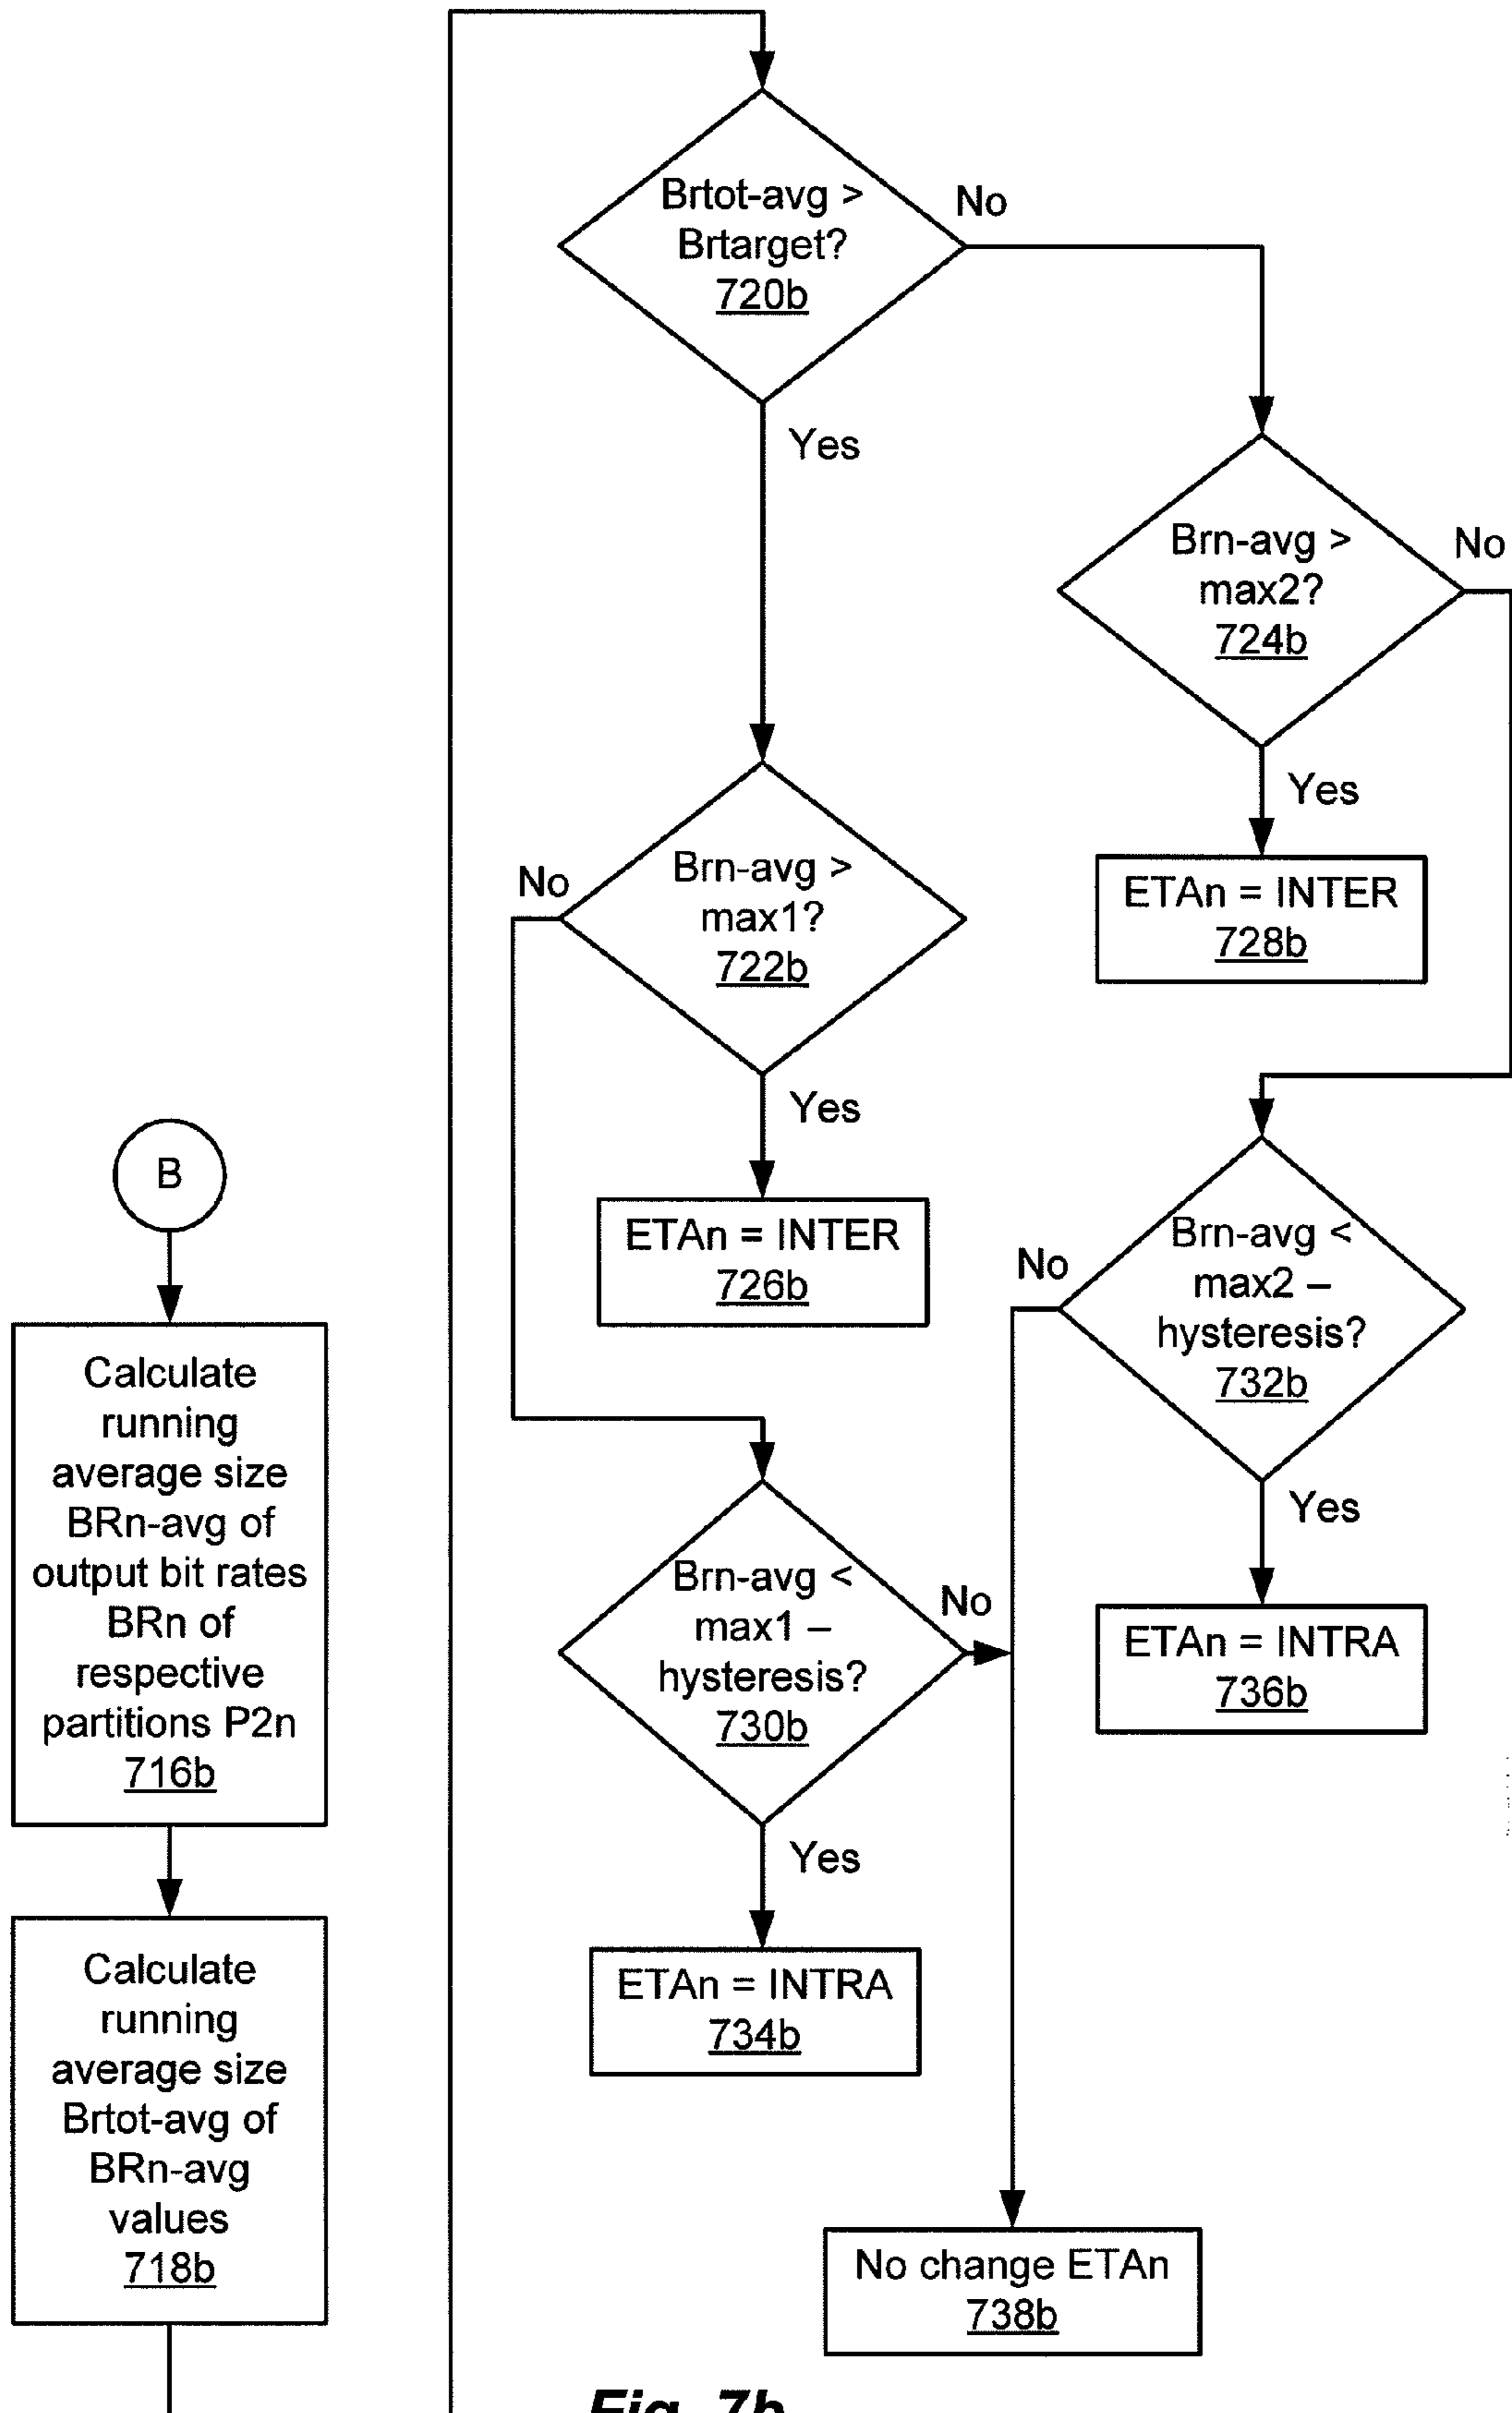 B
Calculate
running
average size
BRn-avg of
output bit rates
BRn of
respective
partitions P2n
716b
Calculate
running
average size
Brtot-avg of
BRn-avg
values
718b
Brtot-avg >
Brtarget?
720b
No
Yes
Brn-avg >
max2?
724b
No
Yes
ETAn = INTER
728b
Brn-avg >
max1?
722b
No
Yes
ETAn = INTER
726b
Brn-avg <
max2 –
hysteresis?
732b
No
Yes
ETAn = INTRA
736b
Brn-avg <
max1 –
hysteresis?
730b
No
Yes
ETAn = INTRA
734b
No change ETAn
738b
Fig. 7b